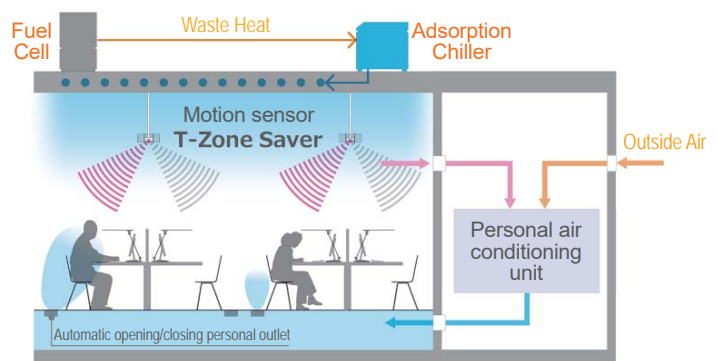 Fuel
Cell
Waste Heat
Adsorption
Chiller
Motion sensor
T-Zone Saver
Outside Air
Personal air
conditioning
unit
Automatic opening/closing personal outlet